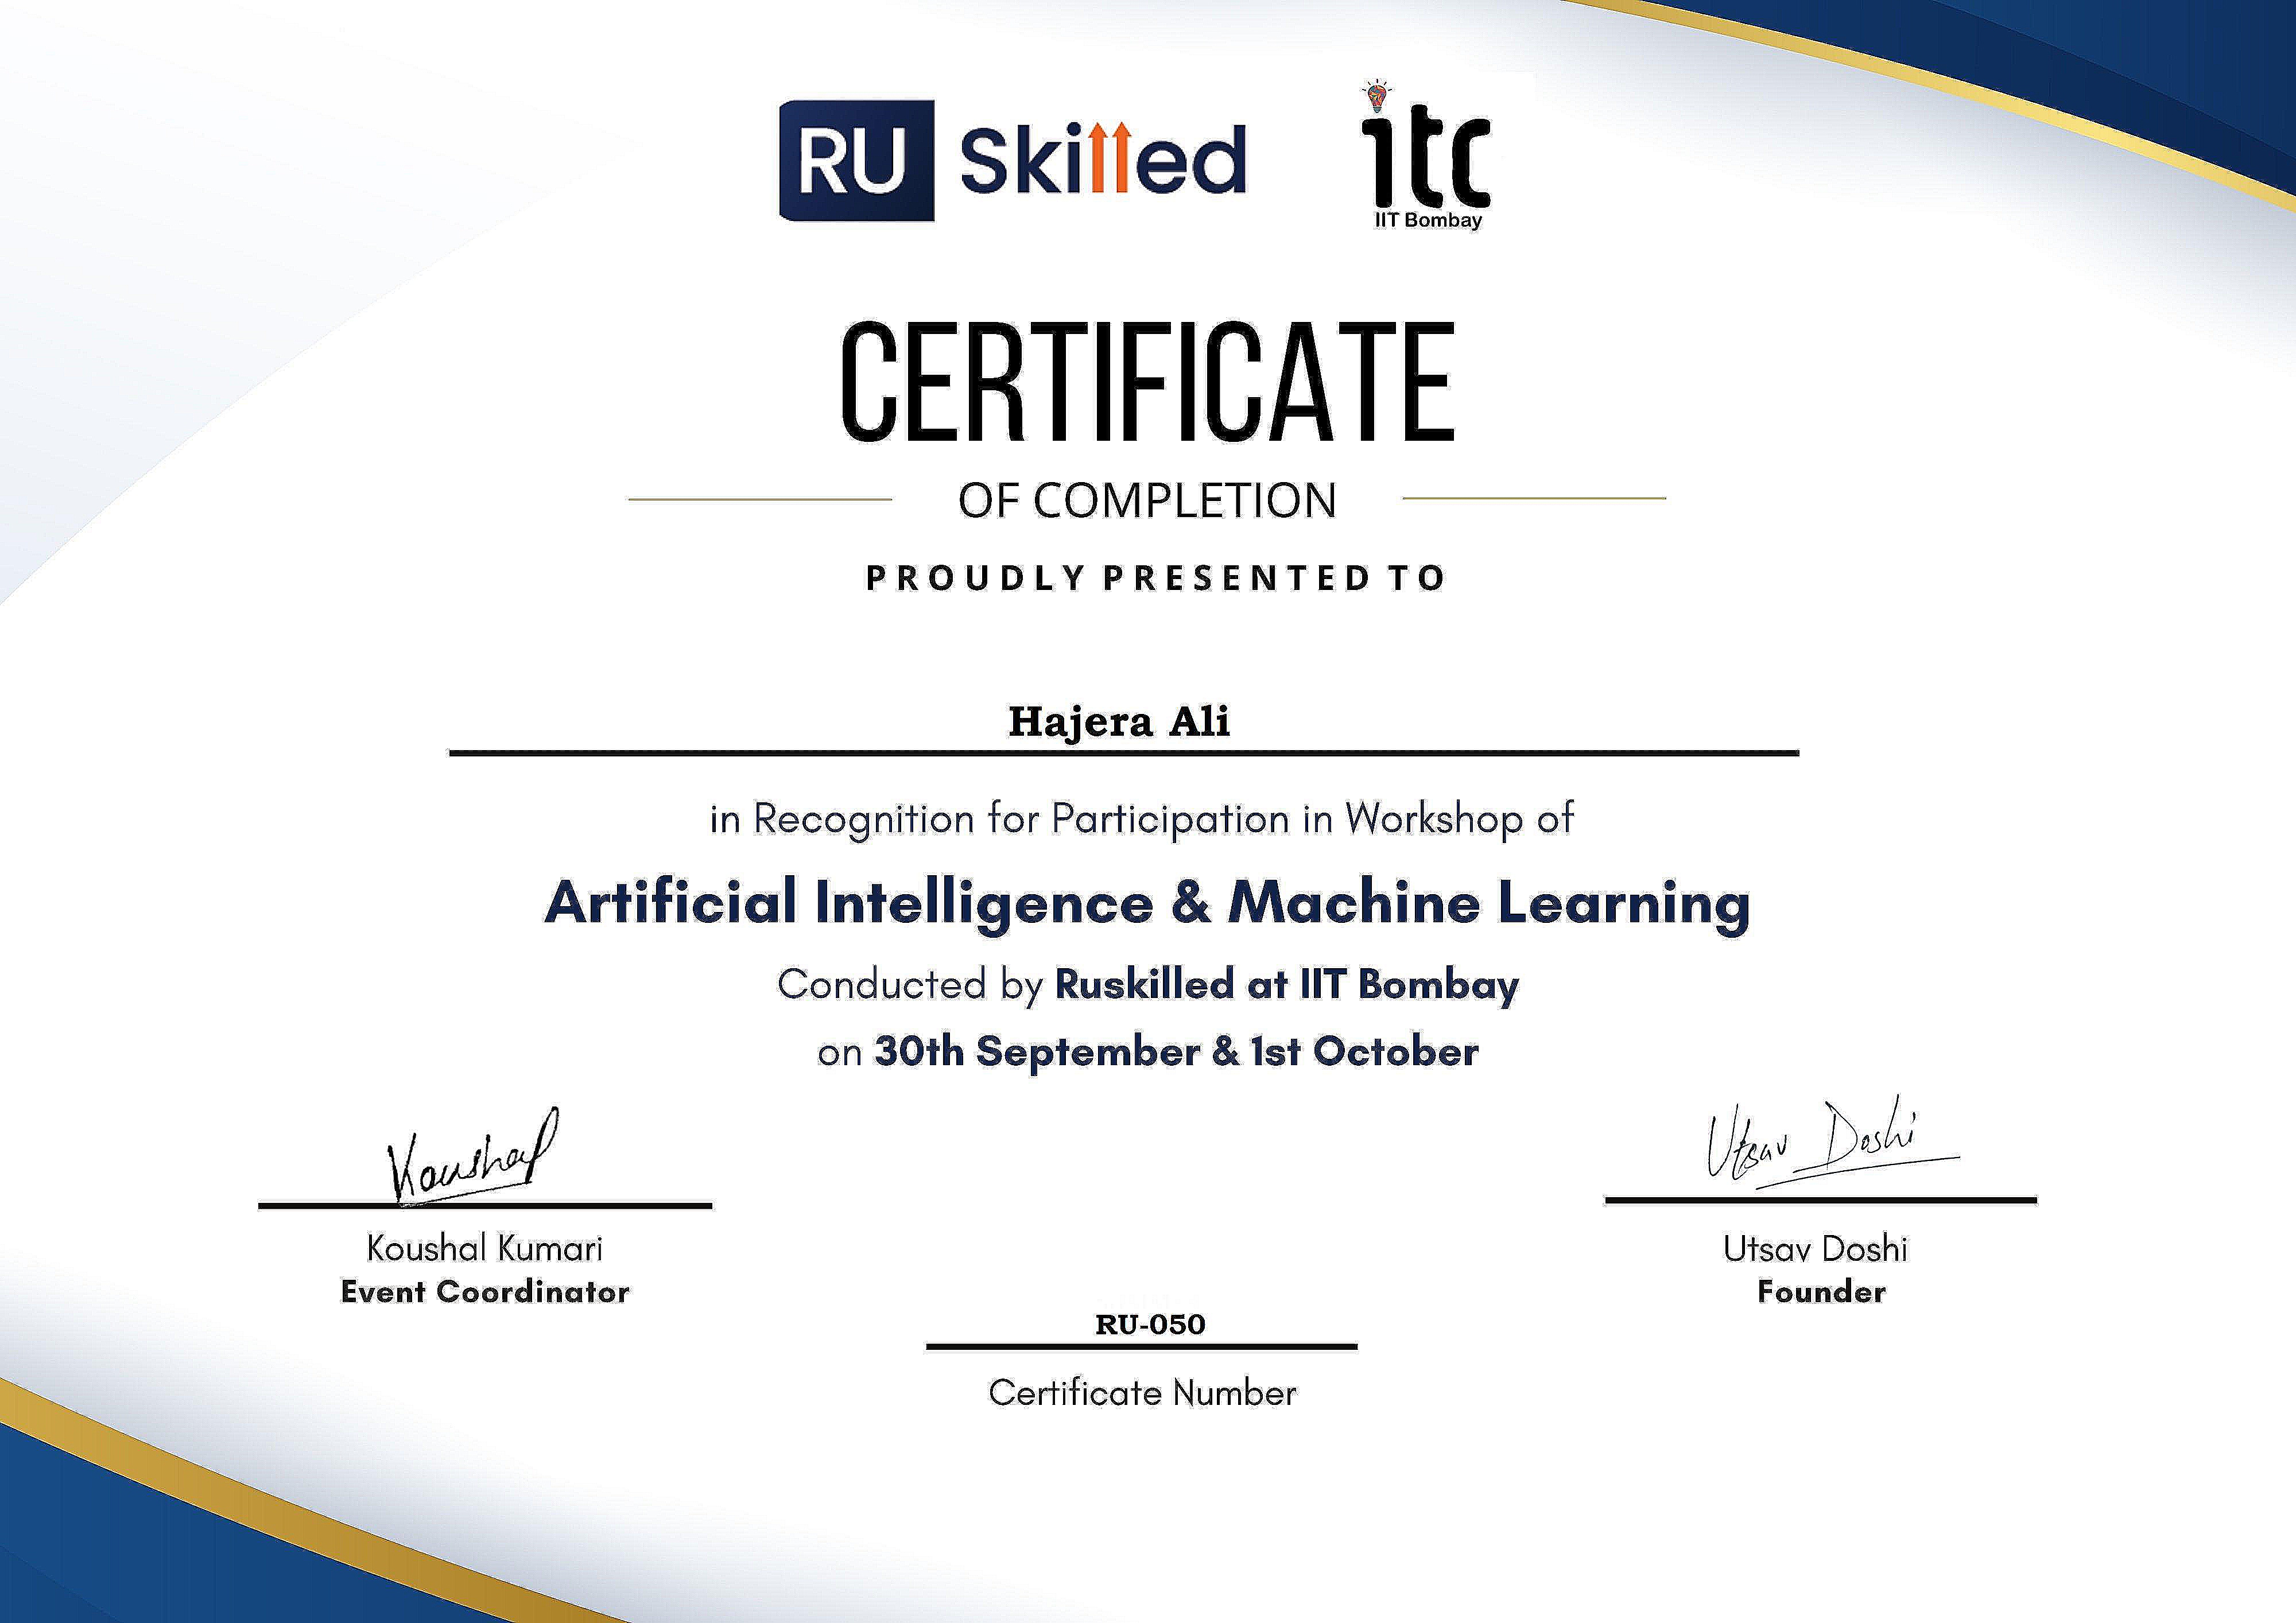 RU Skilled
itc
IIT Bombay
CERTIFICATE
OF COMPLETION
PROUDLY PRESENTED TO
Hajera Ali
in Recognition for Participation in Workshop of
Artificial Intelligence & Machine Learning
Conducted by Ruskilled at IIT Bombay
on 30th September & 1st October
Koushal
Utsav Doshi
Koushal Kumari
Event Coordinator
Utsav Doshi
Founder
RU-050
Certificate Number